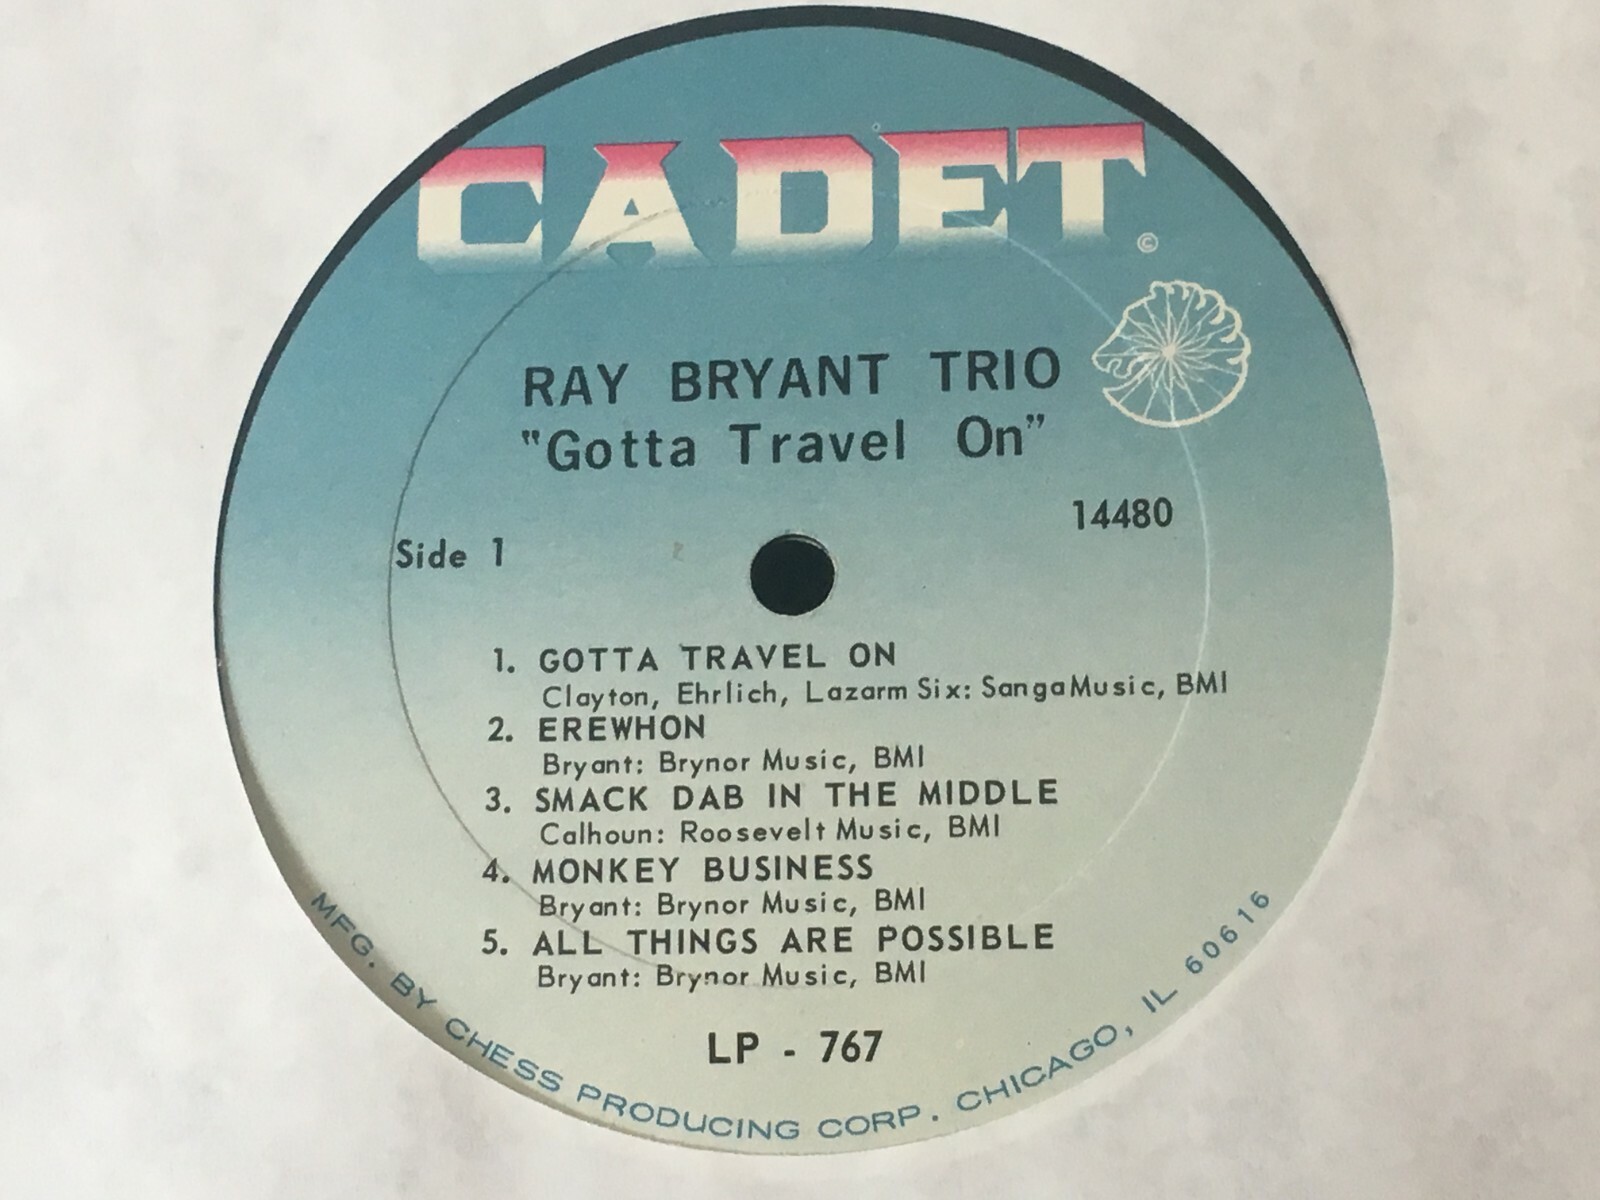 CADET
©
RAY BRYANT TRIO
"Gotta Travel On"
14480
Side 1
1. GOTTA TRAVEL ON
Clayton, Ehrlich, Lazarm Six: Sanga Music, BMI
2. EREWHON
Bryant: Brynor Music, BMI
3. SMACK DAB IN THE MIDDLE
Calhoun: Roosevelt Music, BMI
4. MONKEY BUSINESS
Bryant: Brynor Music, BMI
5. ALL THINGS ARE POSSIBLE
Bryant: Brynor Music, BMI
LP - 767
MFG. BY CHESS PRODUCING CORP. CHICAGO, IL 60616